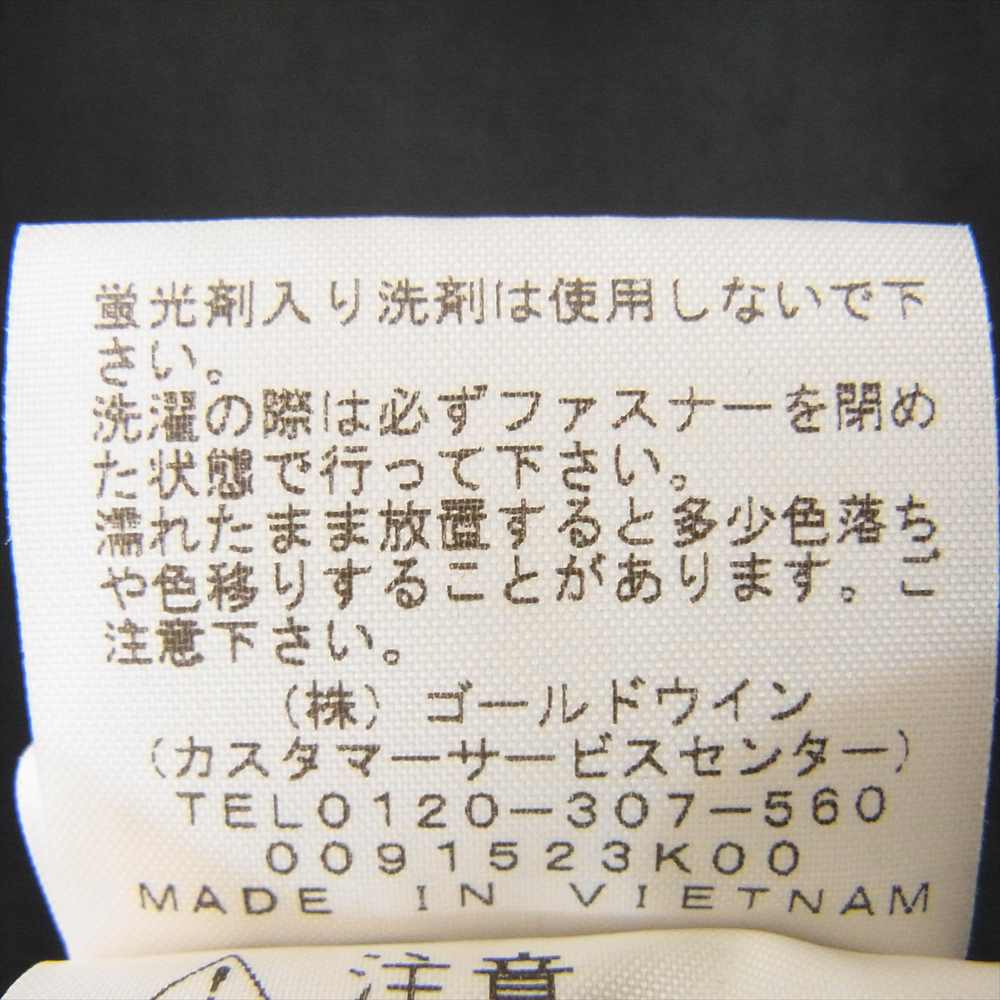 蛍光剤入り洗剤は使用しないで下
さい。
洗濯の際は必ずファスナーを閉め
た状態で行って下さい。
濡れたまま放置すると多少色落ち
や色移りすることがあります。ご
注意下さい。
(株) ゴールドウイン
(カスタマーサービスセンター)
TEL0120-307-560
0091523K00
MADE IN VIETNAM
注意